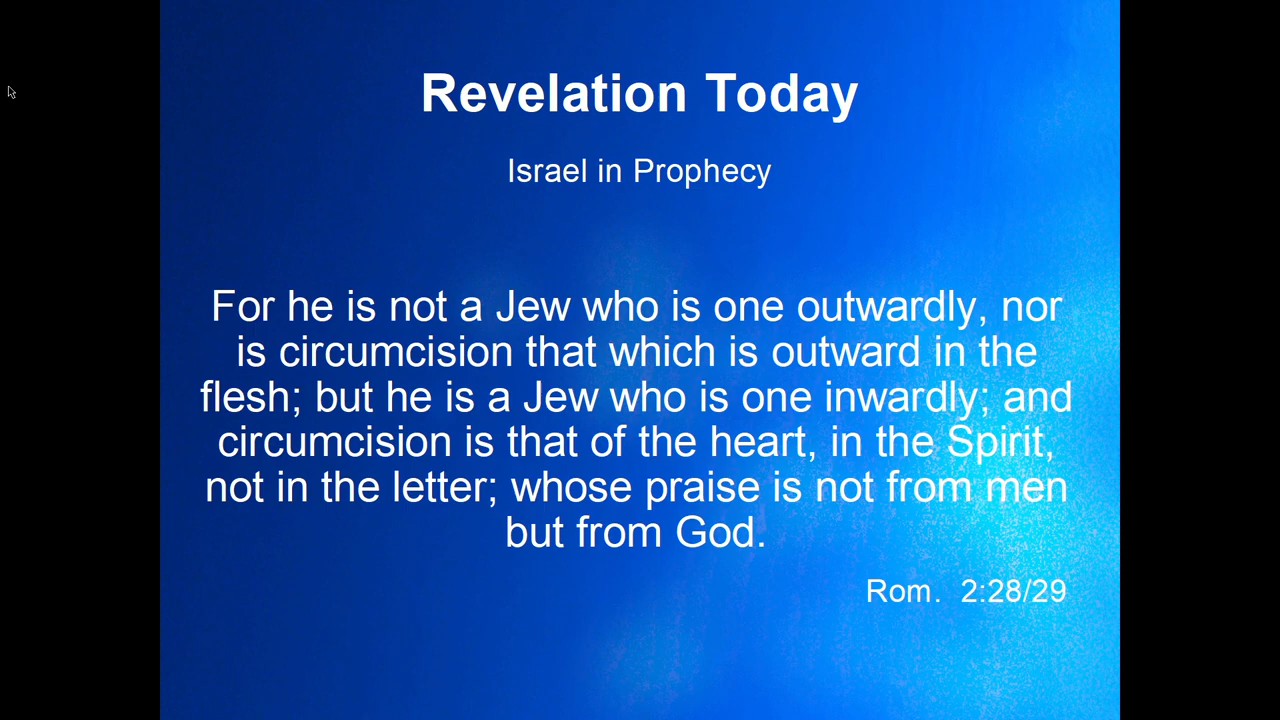 Revelation Today
Israel in Prophecy
For he is not a Jew who is one outwardly, nor
is circumcision that which is outward in the
flesh; but he is a Jew who is one inwardly; and
circumcision is that of the heart, in the Spirit,
not in the letter; whose praise is not from men
but from God.
Rom.  2:28/29